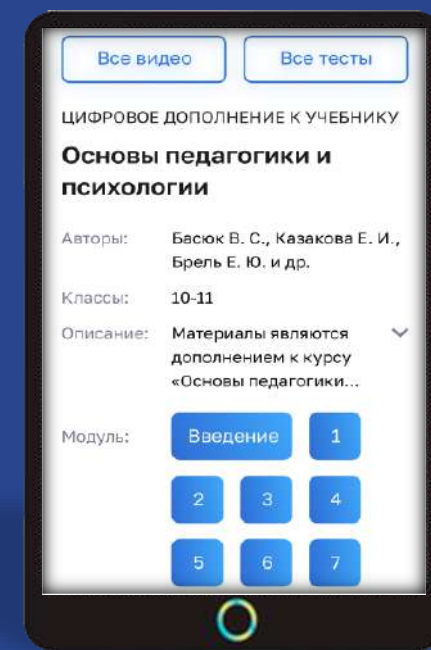 Все видео Все тесты
ЦИФРОВОЕ ДОПОЛНЕНИЕ К УЧЕБНИКУ
Основы педагогики и
психологии
Авторы: Басюк В. С., Казакова Е. И.,
Брель Е. Ю. и др.
Классы: 10-11
Описание: Материалы являются
дополнением к курсу
«Основы педагогики...
Модуль: Введение 1
2 3 4
5 6 7